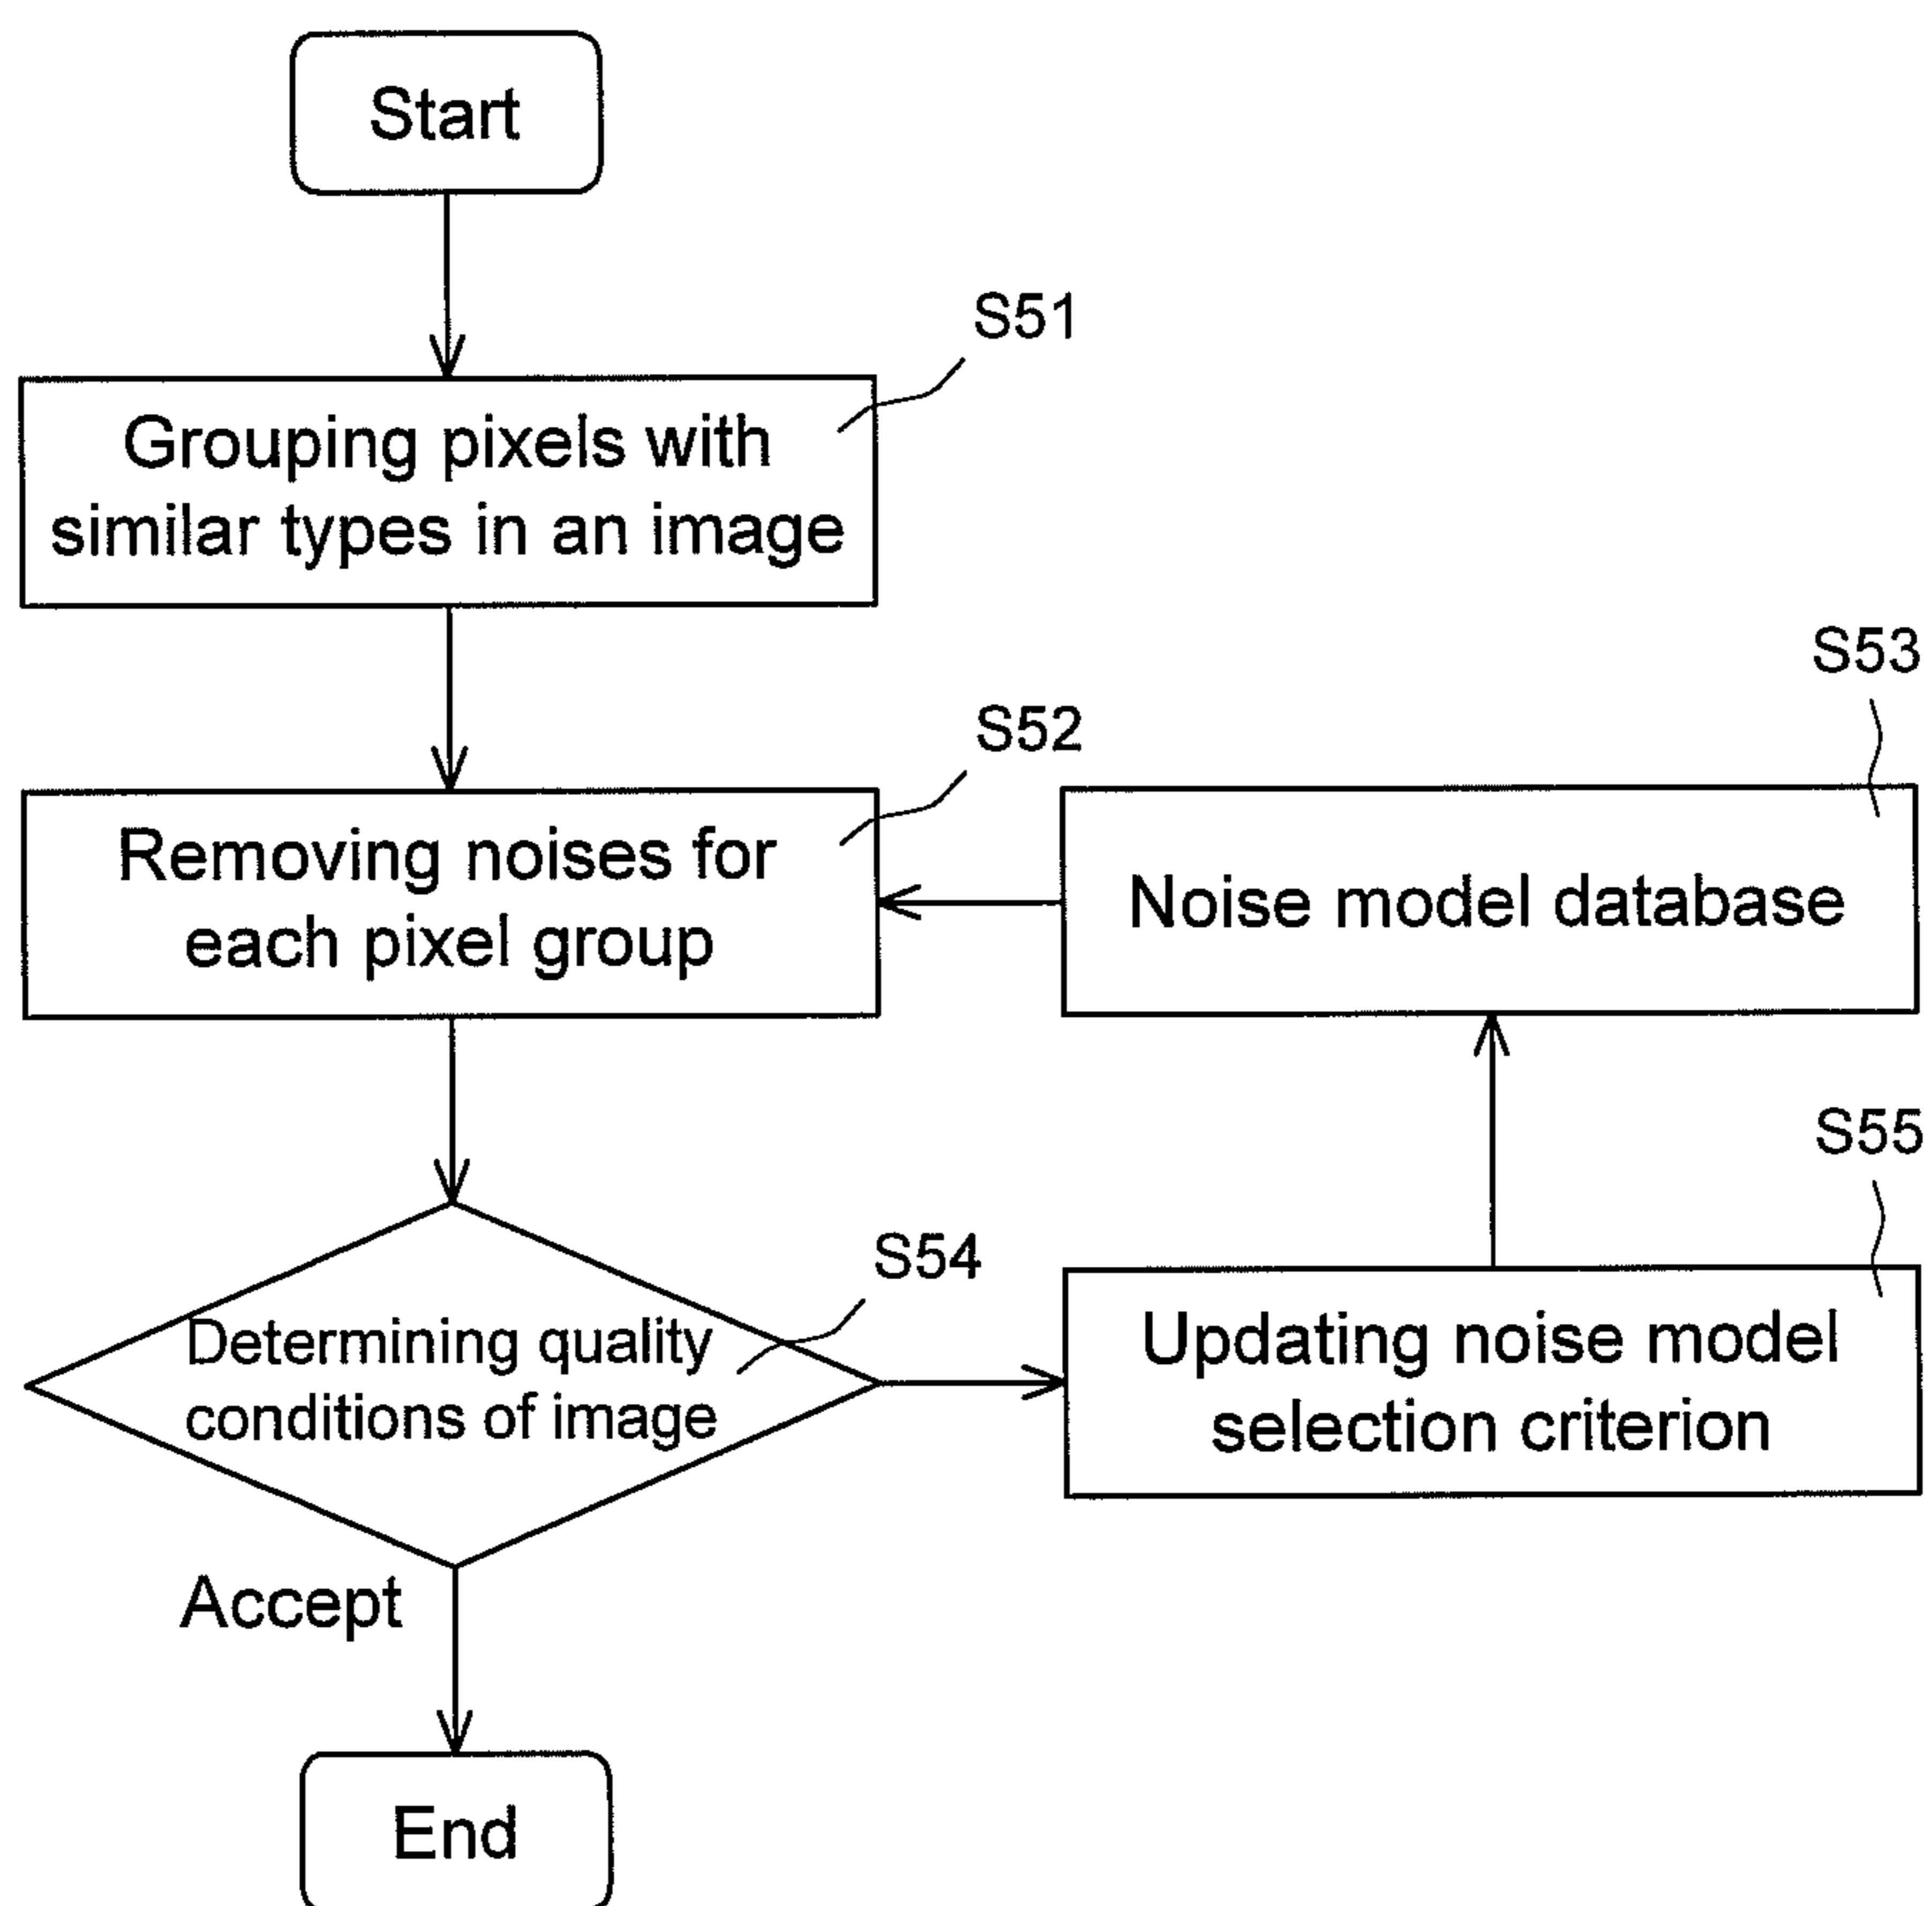 Start
S51
Grouping pixels with
similar types in an image
S53
S52
Removing noises for
each pixel group
Noise model database
S55
S54
Determining quality
conditions of image
Updating noise model
selection criterion
Accept
End